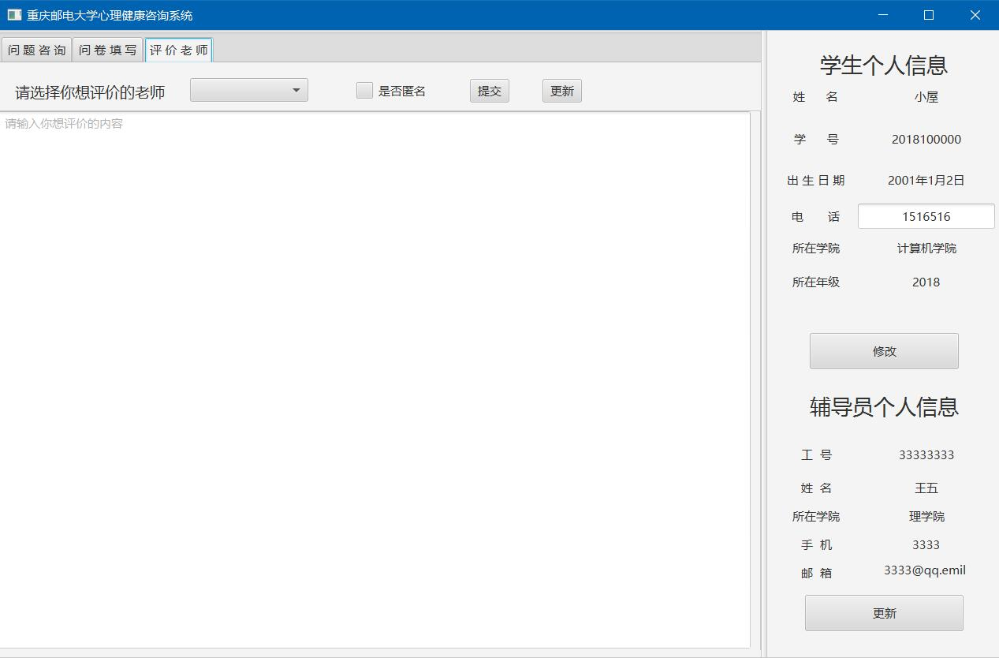 重庆邮电大学心理健康咨询系统
问 题 咨 询 问 卷 填 写 评 价 老 师
请选择你想评价的老师 是否匿名 提交 更新
请输入你想评价的内容
学生个人信息
姓 名 小屋
学 号 2018100000
出 生 日 期 2001年1月2日
电 话 1516516
所在学院 计算机学院
所在年级 2018
修改
辅导员个人信息
工 号 33333333
姓 名 王五
所在学院 理学院
手 机 3333
邮 箱 3333@qq.emil
更新